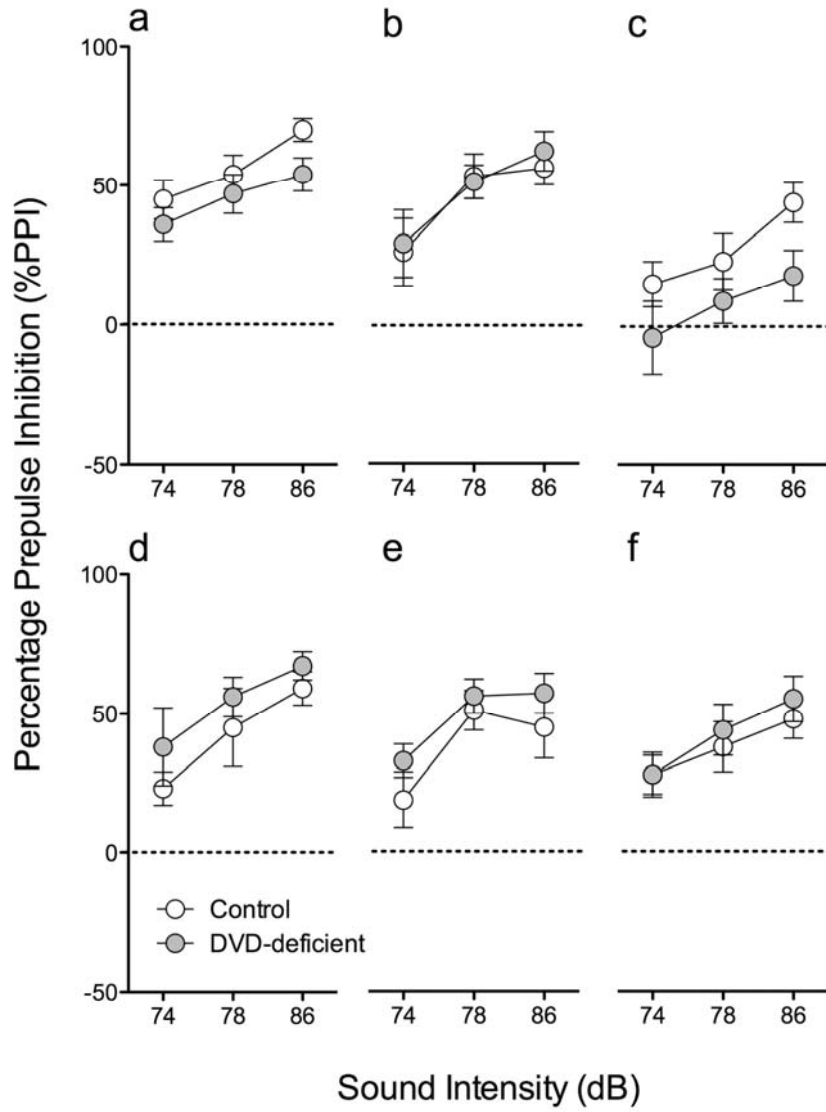 a b c
100
50
0
-50
74 78 86 74 78 86 74 78 86
d e f
100
50
0
-50
Control
DVD-deficient
74 78 86 74 78 86 74 78 86
Percentage Prepulse Inhibition (%PPI)
Sound Intensity (dB)